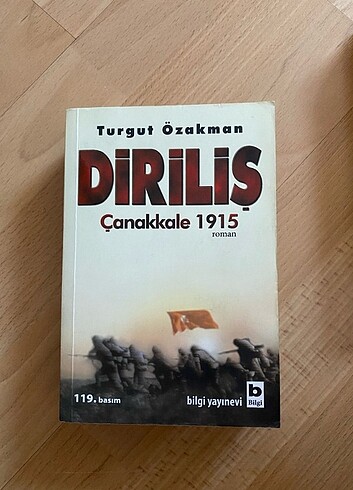 Turgut Özakman
DİRİLİŞ
Çanakkale 1915
roman
119. basım
bilgi yayınevi
b
Bilgi